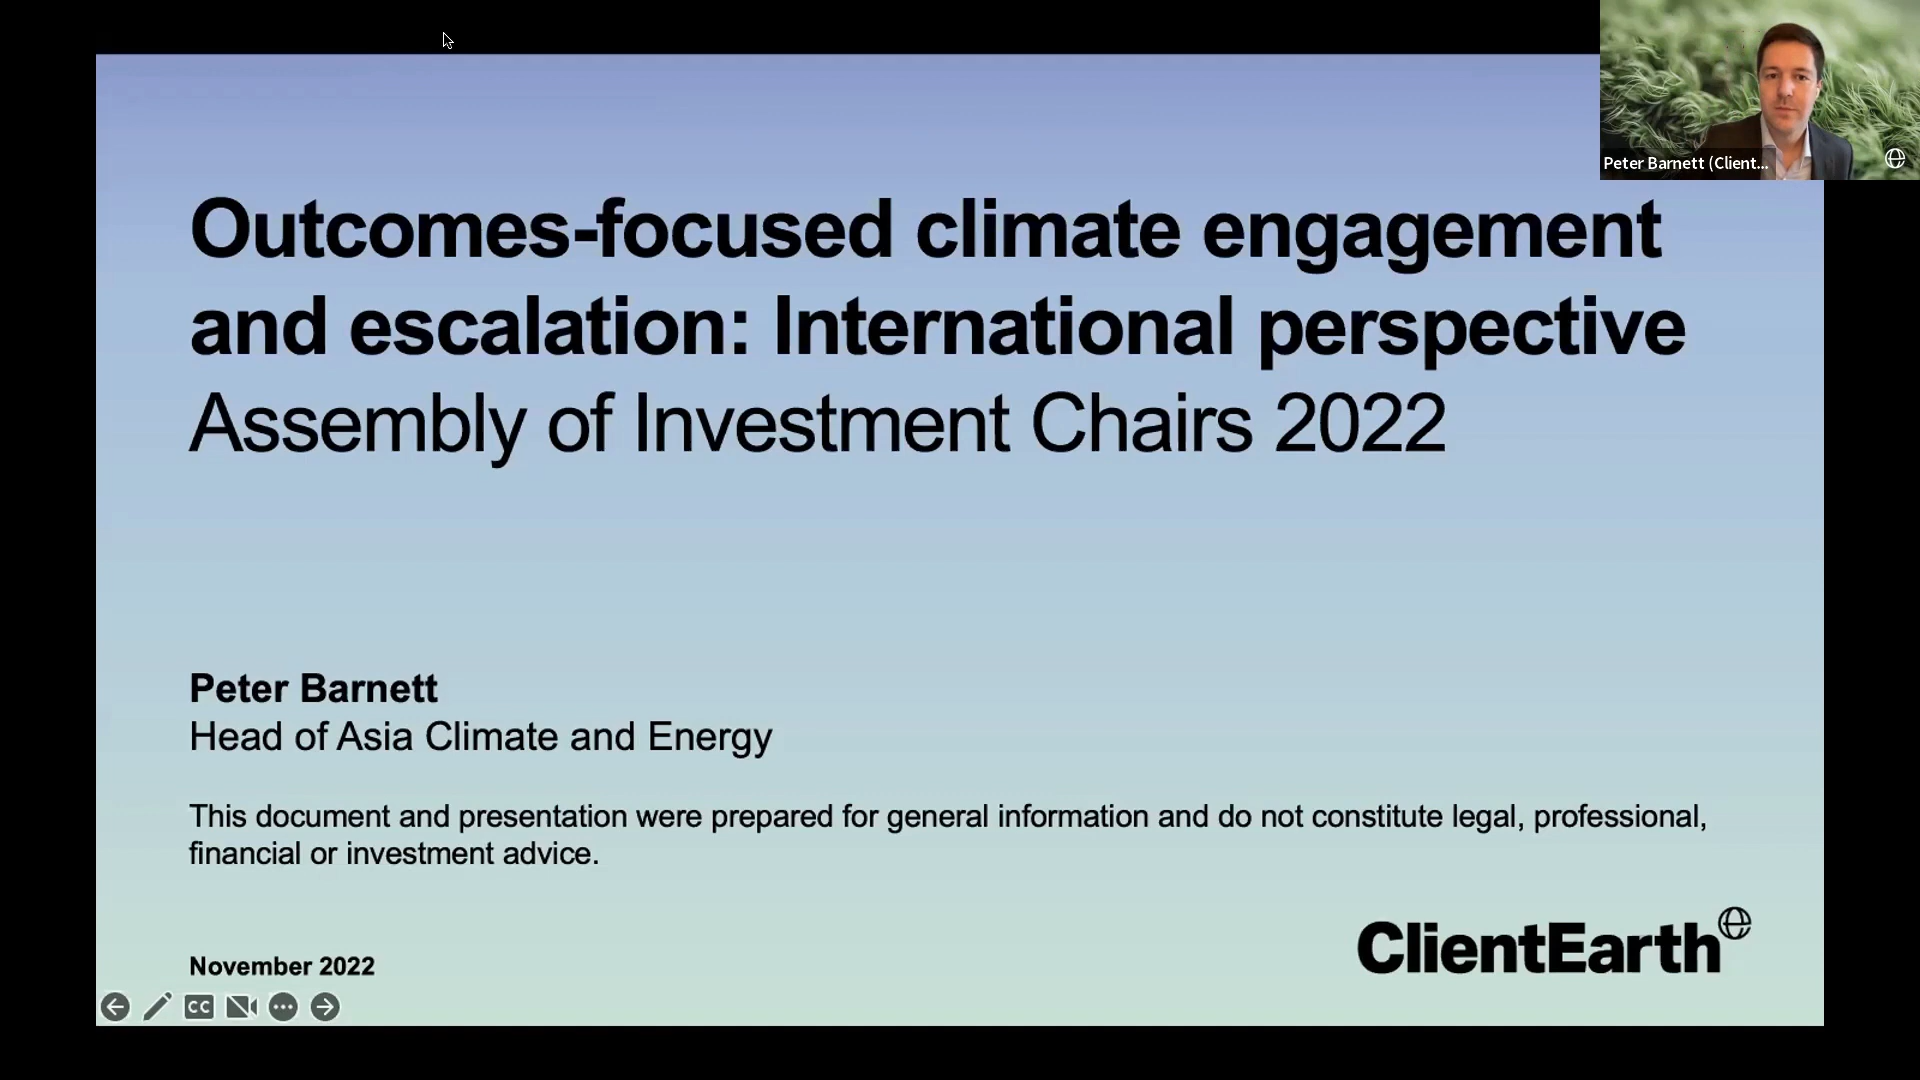 Peter Barnett (Client...
Outcomes-focused climate engagement
and escalation: International perspective
Assembly of Investment Chairs 2022
Peter Barnett
Head of Asia Climate and Energy
This document and presentation were prepared for general information and do not constitute legal, professional,
financial or investment advice.
ClientEarth
November 2022
CC